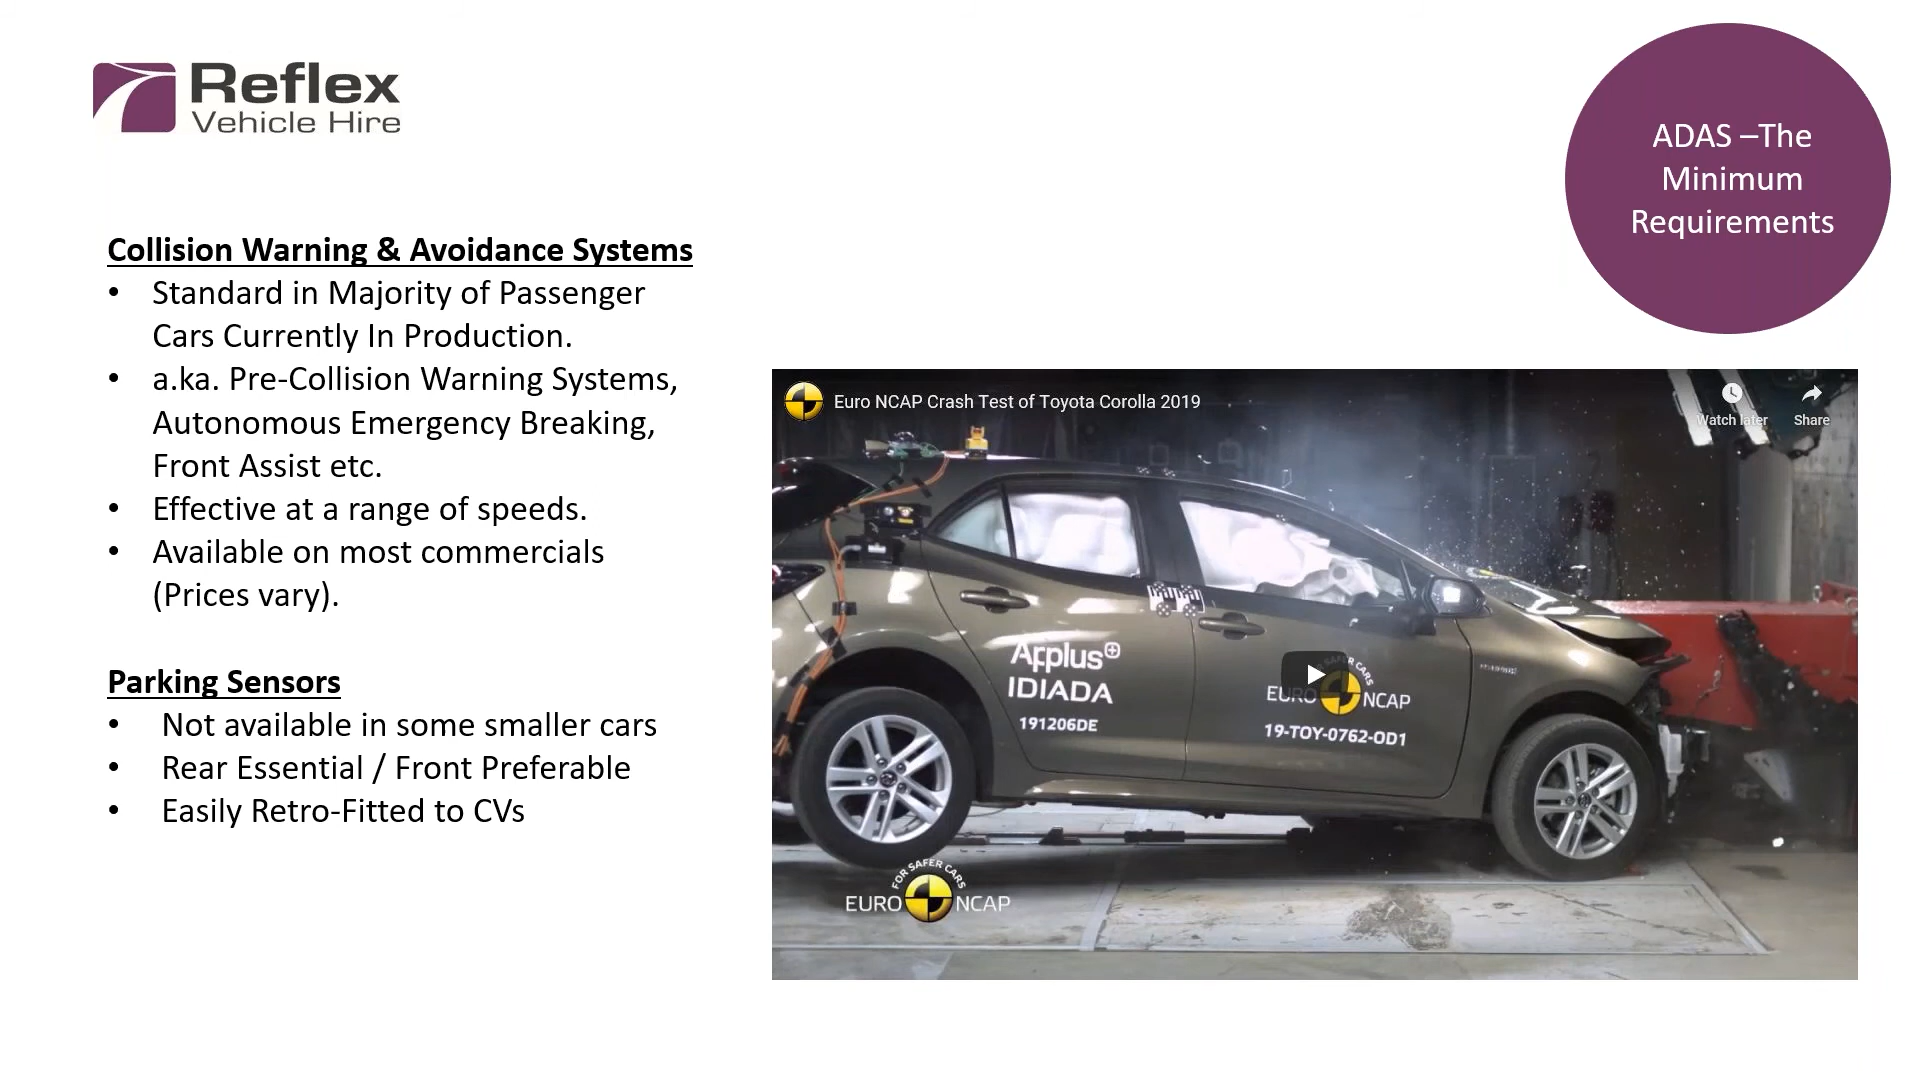 Reflex
Vehicle Hire
ADAS –The
Minimum
Requirements
Collision Warning & Avoidance Systems
• Standard in Majority of Passenger
Cars Currently In Production.
• a.ka. Pre-Collision Warning Systems,
Autonomous Emergency Breaking,
Front Assist etc.
• Effective at a range of speeds.
• Available on most commercials
(Prices vary).
Parking Sensors
• Not available in some smaller cars
• Rear Essential / Front Preferable
• Easily Retro-Fitted to CVs
Euro NCAP Crash Test of Toyota Corolla 2019
Watch later
Share
Applus+
IDIADA
191206DE
FOR SAFER CARS
EURO NCAP
19-TOY-0762-OD1
FOR SAFER CARS
EURO NCAP